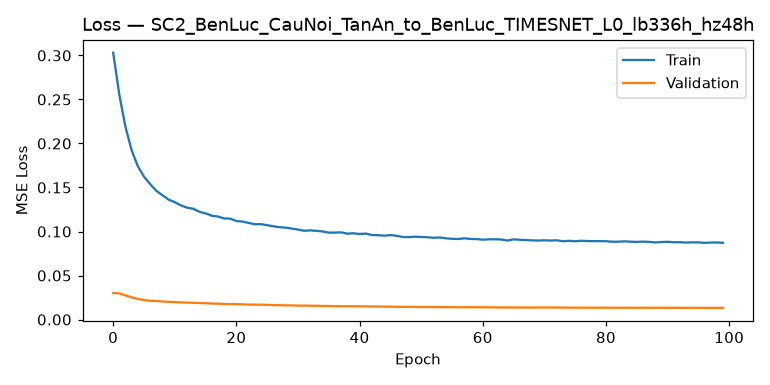 Loss — SC2_BenLuc_CauNoi_TanAn_to_BenLuc_TIMESNET_L0_lb336h_hz48h
Train
Validation
MSE Loss
0.30
0.25
0.20
0.15
0.10
0.05
0.00
0 20 40 60 80 100
Epoch